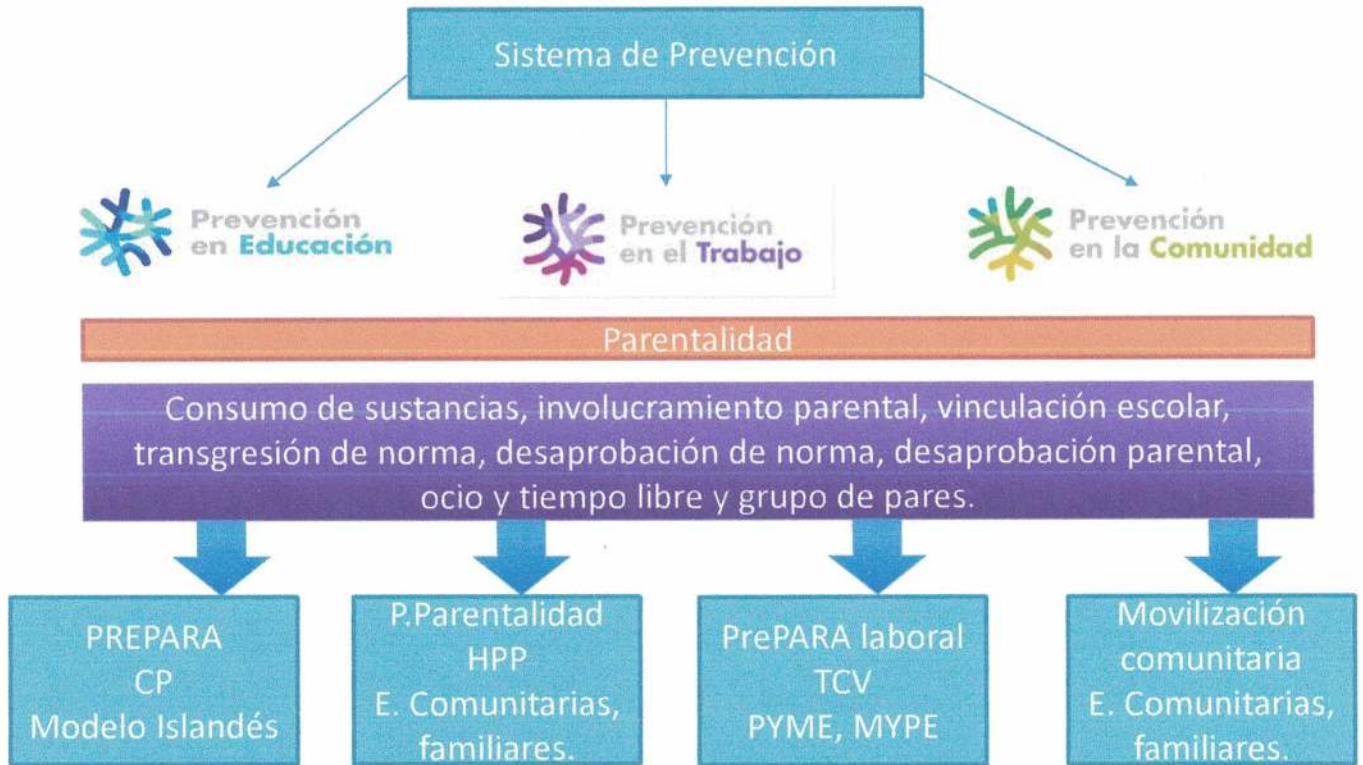 Sistema de Prevención
Prevención
en Educación
Prevención
en el Trabajo
Prevención
en la Comunidad
Parentalidad
Consumo de sustancias, involucramiento parental, vinculación escolar,
transgresión de norma, desaprobación de norma, desaprobación parental,
ocio y tiempo libre y grupo de pares.
PREPARA
CP
Modelo Islandés
P.Parentalidad
HPP
E. Comunitarias,
familiares.
PrePARA laboral
TCV
PYME, MYPE
Movilización
comunitaria
E. Comunitarias,
familiares.